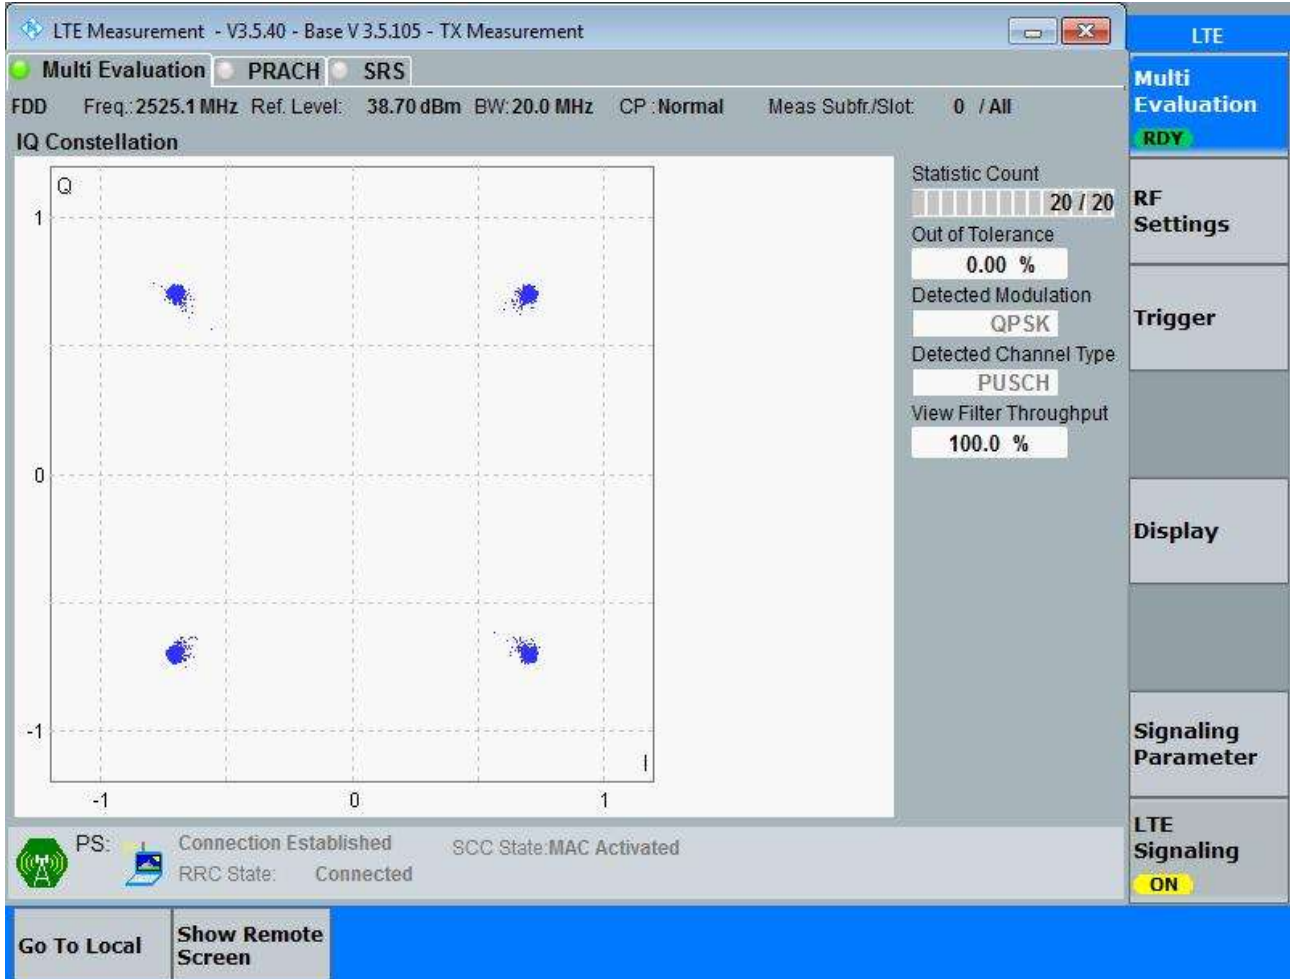 LTE Measurement - V3.5.40 - Base V 3.5.105 - TX Measurement
LTE
Multi Evaluation PRACH SRS
Multi
Evaluation
RDY
FDD Freq.: 2525.1 MHz Ref. Level: 38.70 dBm BW: 20.0 MHz CP : Normal Meas Subfr./Slot: 0 / All
IQ Constellation
Q
1
0
-1
I
-1 0 1
Statistic Count
20 / 20
Out of Tolerance
0.00 %
Detected Modulation
QPSK
Detected Channel Type
PUSCH
View Filter Throughput
100.0 %
RF
Settings
Trigger
Display
Signaling
Parameter
LTE
Signaling
ON
PS: Connection Established SCC State: MAC Activated
RRC State: Connected
Go To Local
Show Remote
Screen